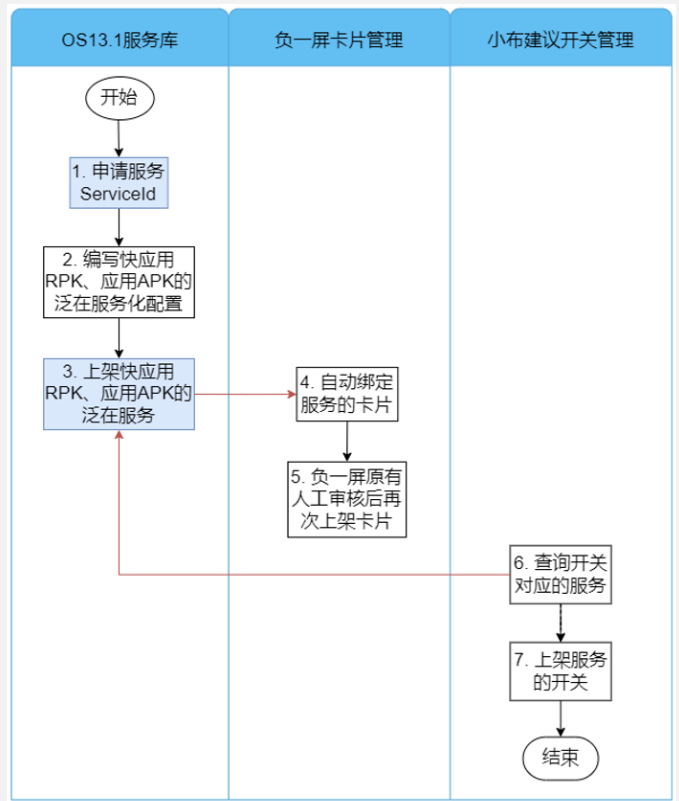 OS13.1服务库
负一屏卡片管理
小布建议开关管理
开始
1. 申请服务
ServiceId
2. 编写快应用
RPK、应用APK的
泛在服务化配置
3. 上架快应用
RPK、应用APK的
泛在服务
4. 自动绑定
服务的卡片
5. 负一屏原有
人工审核后再
次上架卡片
6. 查询开关
对应的服务
7. 上架服务
的开关
结束